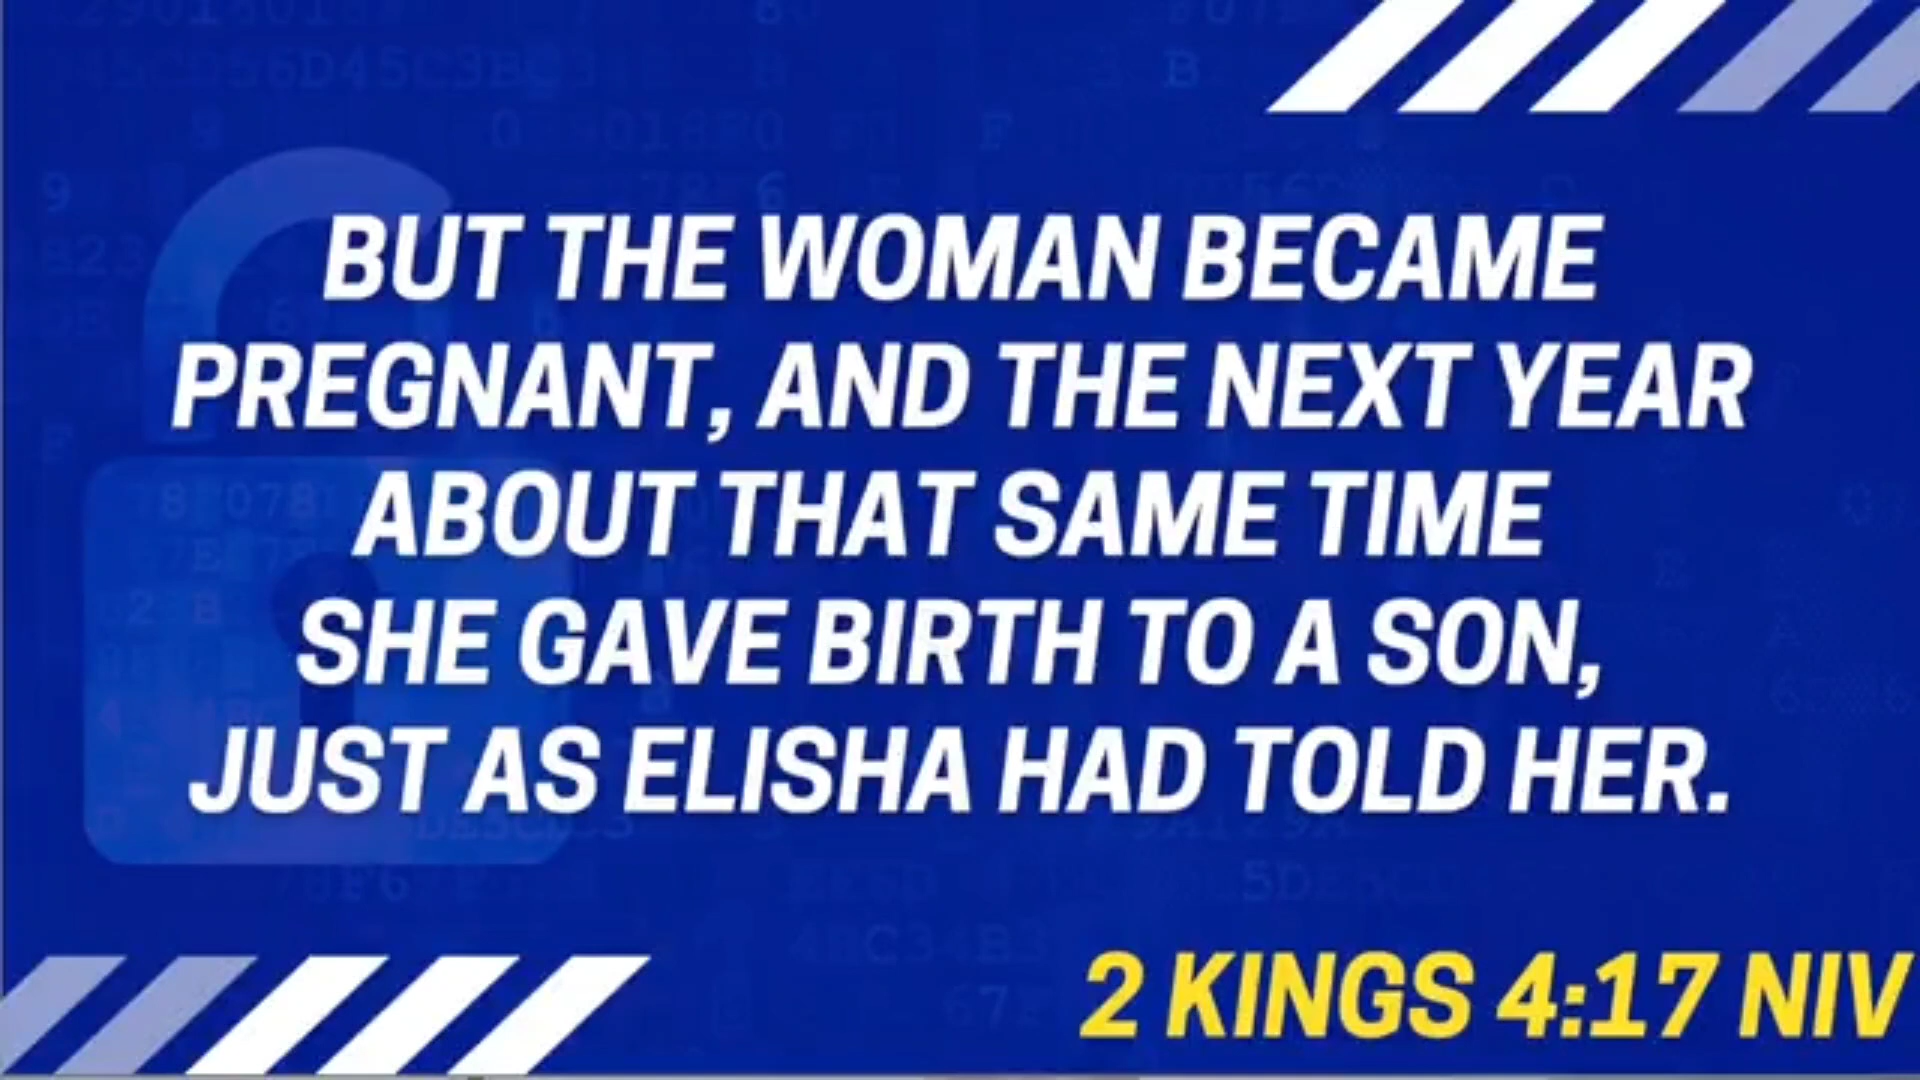 BUT THE WOMAN BECAME
PREGNANT, AND THE NEXT YEAR
ABOUT THAT SAME TIME
SHE GAVE BIRTH TO A SON,
JUST AS ELISHA HAD TOLD HER.
2 KINGS 4:17 NIV